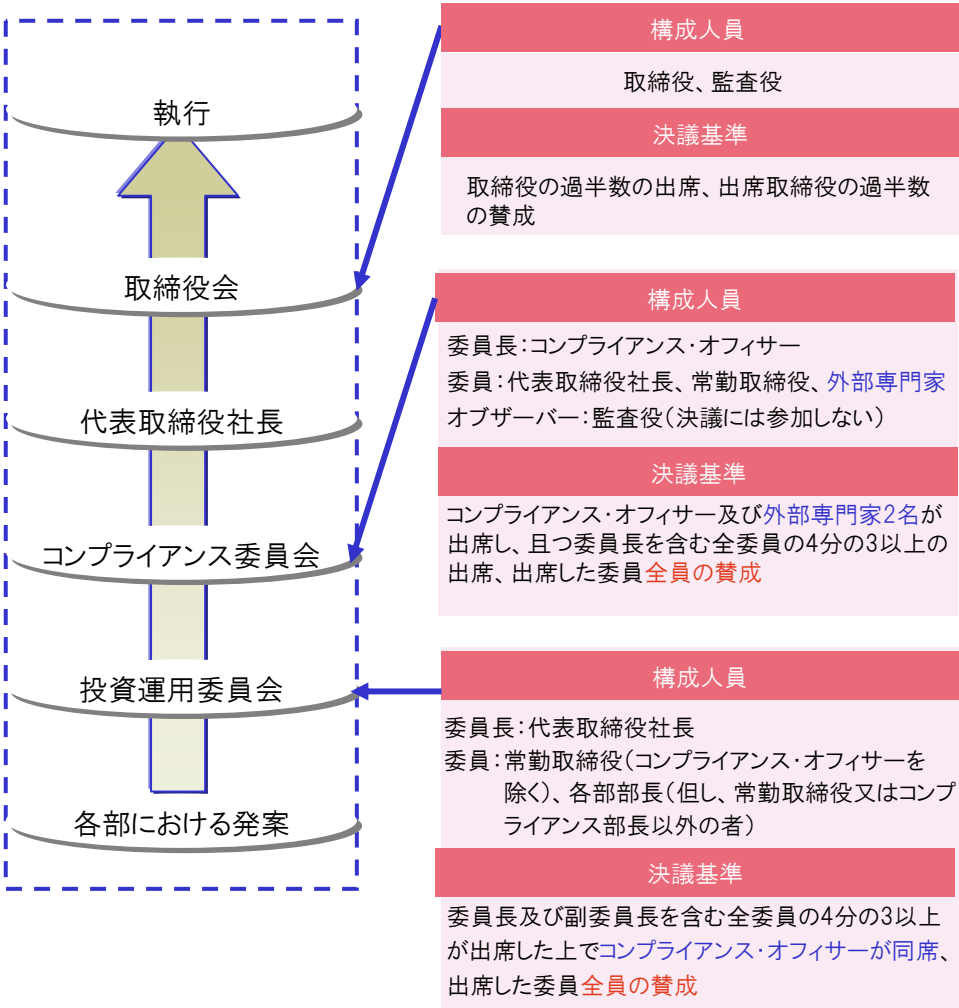 執行
取締役会
代表取締役社長
コンプライアンス委員会
投資運用委員会
各部における発案
構成人員
取締役、監査役
決議基準
取締役の過半数の出席、出席取締役の過半数
の賛成
構成人員
委員長：コンプライアンス・オフィサー
委員：代表取締役社長、常勤取締役、外部専門家
オブザーバー：監査役（決議には参加しない）
決議基準
コンプライアンス・オフィサー及び外部専門家2名が
出席し、且つ委員長を含む全委員の4分の3以上の
出席、出席した委員全員の賛成
構成人員
委員長：代表取締役社長
委員：常勤取締役（コンプライアンス・オフィサーを
除く）、各部部長（但し、常勤取締役又はコンプ
ライアンス部長以外の者）
決議基準
委員長及び副委員長を含む全委員の4分の3以上
が出席した上でコンプライアンス・オフィサーが同席、
出席した委員全員の賛成